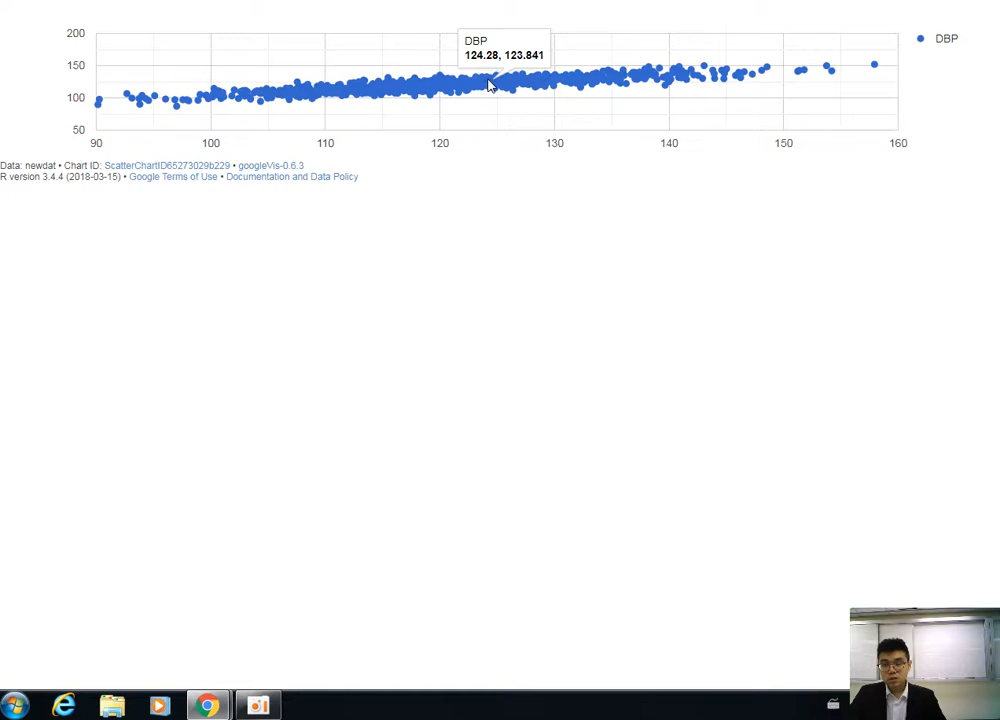 200
150
100
50
DBP
124.28, 123.841
DBP
90 100 110 120 130 140 150 160
Data: newdat • Chart ID: ScatterChartID65273029b229 • googleVis-0.6.3
R version 3.4.4 (2018-03-15) • Google Terms of Use • Documentation and Data Policy